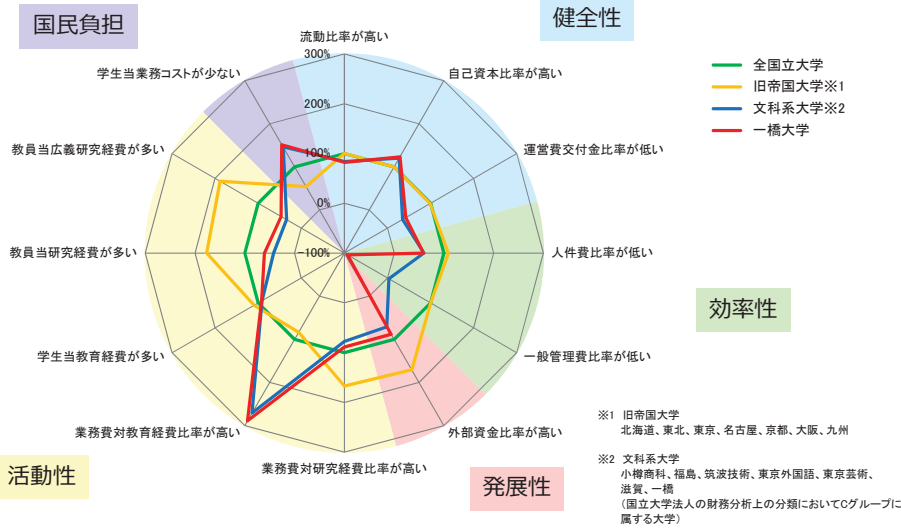 国民負担
健全性
流動比率が高い
300%
学生当業務コストが少ない
自己資本比率が高い
全国立大学
旧帝国大学※1
文科系大学※2
一橋大学
200%
教員当広義研究経費が多い
100%
運営費交付金比率が低い
0%
教員当研究経費が多い
-100%
人件費比率が低い
効率性
学生当教育経費が多い
一般管理費比率が低い
業務費対教育経費比率が高い
外部資金比率が高い
業務費対研究経費比率が高い
活動性
発展性
※1 旧帝国大学
北海道、東北、東京、名古屋、京都、大阪、九州
※2 文科系大学
小樽商科、福島、筑波技術、東京外国語、東京芸術、
滋賀、一橋
(国立大学法人の財務分析上の分類においてCグループに
属する大学)